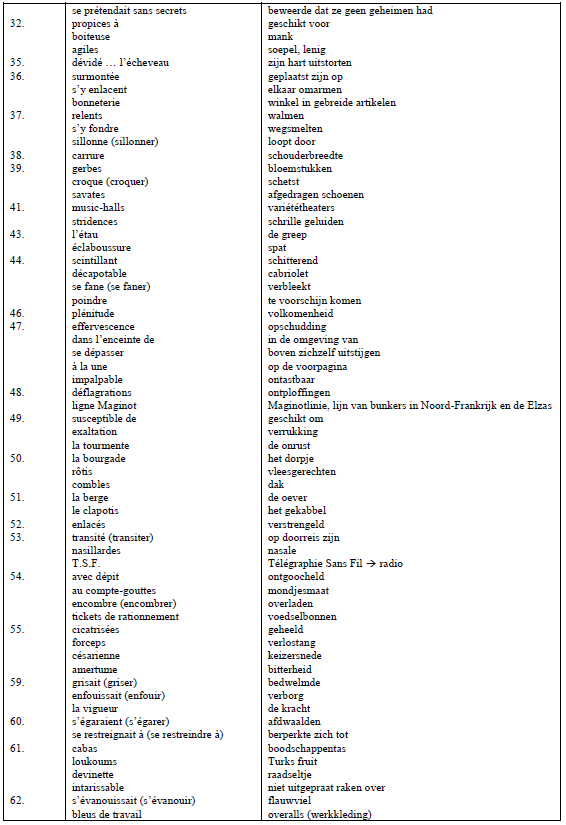 se prétendait sans secrets beweerde dat ze geen geheimen had
32. propices à geschikt voor
boiteuse mank
agiles soepel, lenig
35. dévidé … l’écheveau zijn hart uitstorten
36. surmontée geplaatst zijn op
s’y enlacent elkaar omarmen
bonneterie winkel in gebreide artikelen
37. relents walmen
s’y fondre wegsmelten
sillonne (sillonner) loopt door
38. carrure schouderbreedte
39. gerbes bloemstukken
croque (croquer) schetst
savates afgedragen schoenen
41. music-halls variététheaters
stridences schrille geluiden
43. l’étau de greep
éclaboussure spat
44. scintillant schitterend
décapotable cabriolet
se fane (se faner) verbleekt
poindre te voorschijn komen
46. plénitude volkomenheid
47. effervescence opschudding
dans l’enceinte de in de omgeving van
se dépasser boven zichzelf uitstijgen
à la une op de voorpagina
impalpable ontastbaar
48. déflagrations ontploffingen
ligne Maginot Maginotlinie, lijn van bunkers in Noord-Frankrijk en de Elzas
49. susceptible de geschikt om
exaltation verrukking
la tourmente de onrust
50. la bourgade het dorpje
rôtis vleesgerechten
combles dak
51. la berge de oever
le clapotis het gekabbel
52. enlacés verstrengeld
53. transité (transiter) op doorreis zijn
nasillardes nasale
T.S.F. Télégraphie Sans Fil → radio
54. avec dépit ontgoocheld
au compte-gouttes mondjesmaat
encombre (encombrer) overladen
tickets de rationnement voedselbonnen
55. cicatrisées geheeld
forceps verlostang
césarienne keizersnede
amertume bitterheid
59. grisait (griser) bedwelmde
enfouissait (enfouir) verborg
la vigueur de kracht
60. s’égaraient (s’égarer) afdwaalden
se restreignait à (se restreindre à) berperkte zich tot
61. cabas boodschappentas
loukoums Turks fruit
devinette raadseltje
intarissable niet uitgepraat raken over
62. s’évanouissait (s’évanouir) flauwviel
bleus de travail overalls (werkkleding)